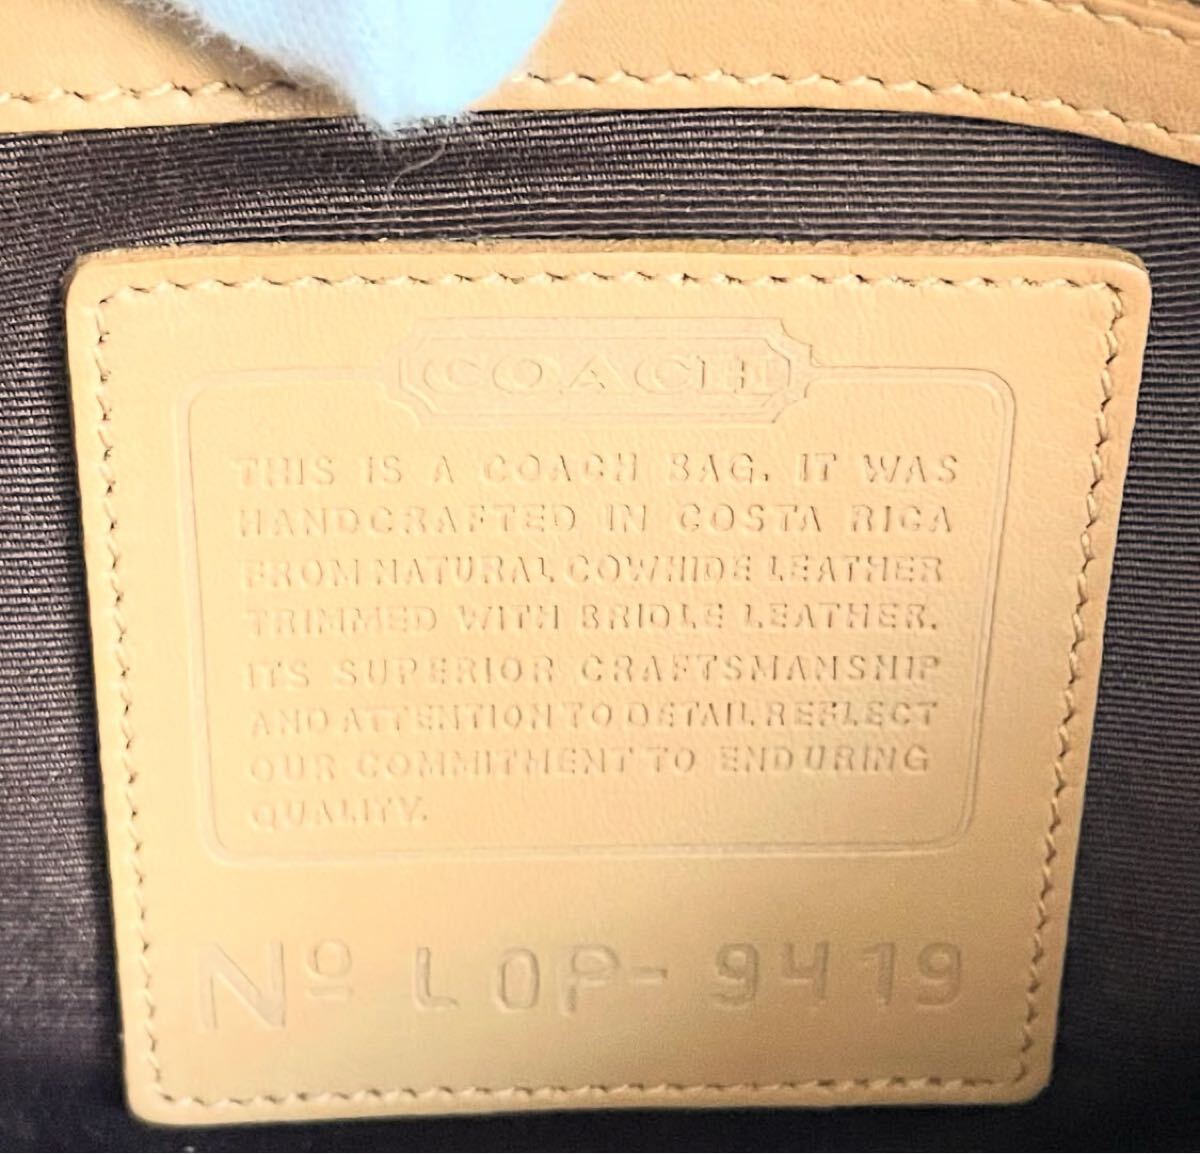 COACH
THIS IS A COACH BAG. IT WAS
HANDCRAFTED IN COSTA RICA
FROM NATURAL COWHIDE LEATHER
TRIMMED WITH BRIDLE LEATHER.
ITS SUPERIOR CRAFTSMANSHIP
AND ATTENTION TO DETAIL REFLECT
OUR COMMITMENT TO ENDURING
QUALITY.
Nº L0P-9419